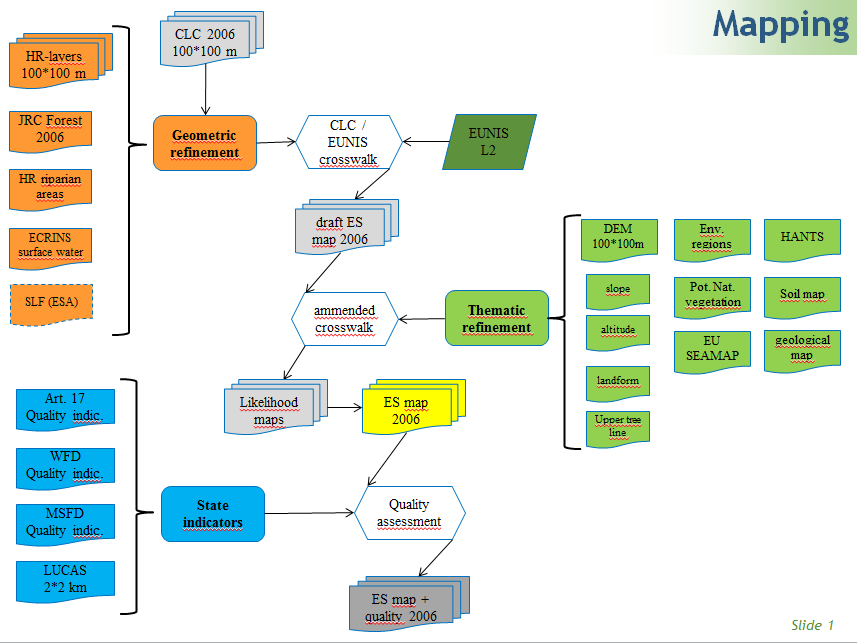 Mapping
CLC 2006
100*100 m
HR-layers
100*100 m
JRC Forest
2006
HR riparian
areas
ECRINS
surface water
SLF (ESA)
Geometric
refinement
CLC /
EUNIS
crosswalk
EUNIS
L2
draft ES
map 2006
ammended
crosswalk
Thematic
refinement
DEM
100*100m
slope
altitude
landform
Upper tree
line
Env.
regions
Pot. Nat.
vegetation
EU
SEAMAP
HANTS
Soil map
geological
map
Likelihood
maps
ES map
2006
Art. 17
Quality indic.
WFD
Quality indic.
MSFD
Quality indic.
LUCAS
2*2 km
State
indicators
Quality
assessment
ES map +
quality 2006
Slide 1